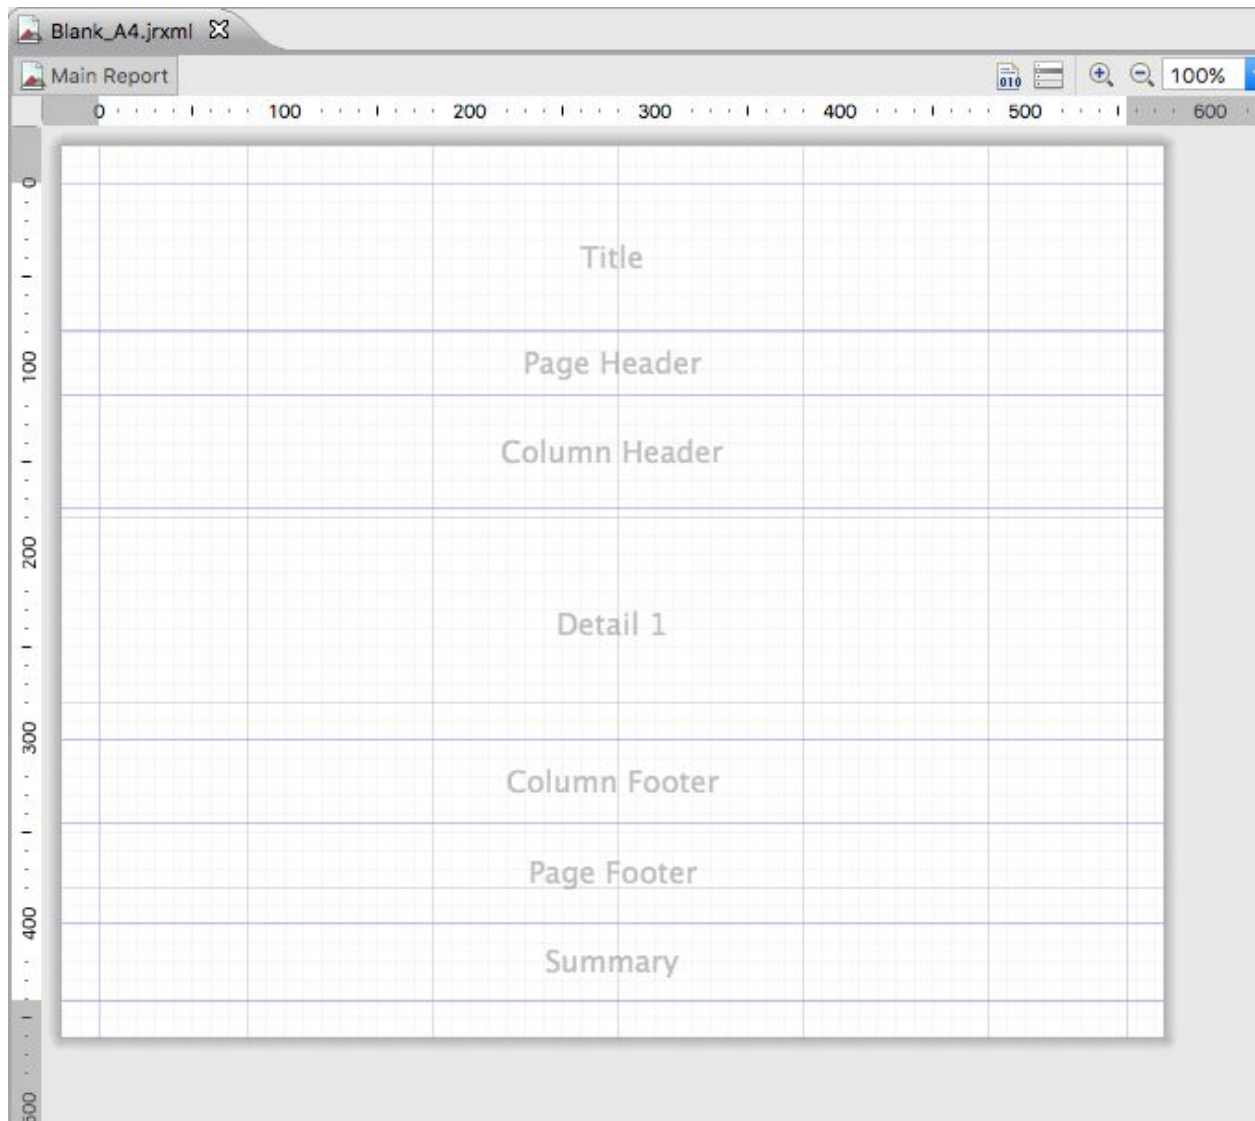 Blank_A4.jrxml
Main Report
010
100%
0 100 200 300 400 500 600
0
Title
100
Page Header
Column Header
200
Detail 1
300
Column Footer
Page Footer
400
Summary